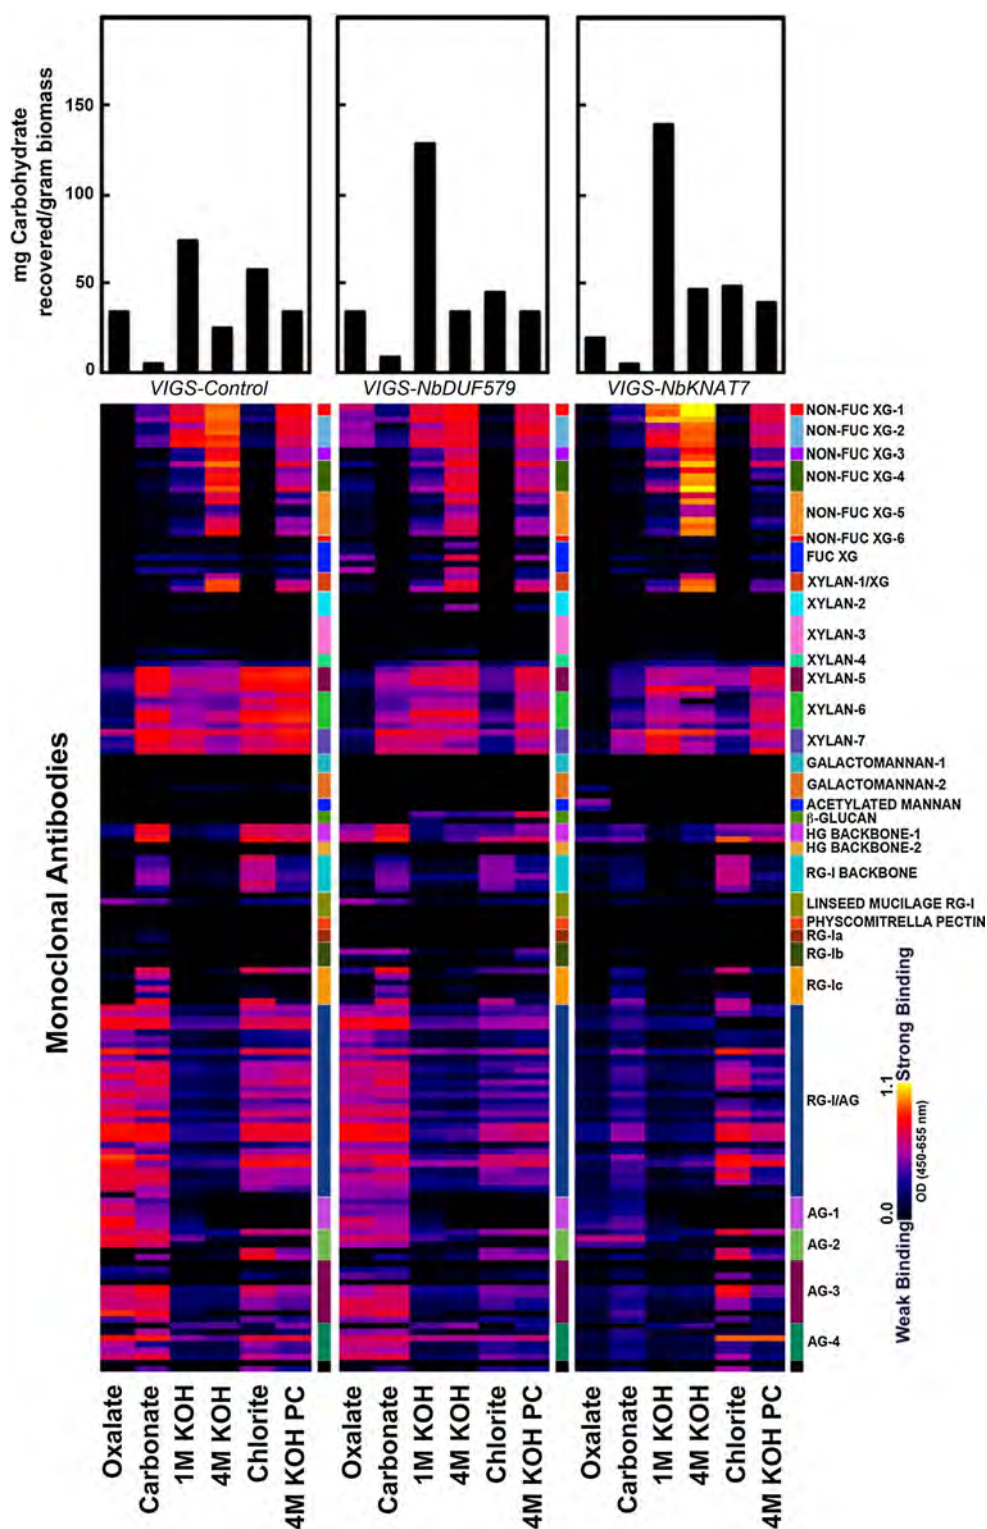 mg Carbohydrate
recovered/gram biomass
150
100
50
0
VIGS-Control
VIGS-NbDUF579
VIGS-NbKNAT7
Monoclonal Antibodies
NON-FUC XG-1
NON-FUC XG-2
NON-FUC XG-3
NON-FUC XG-4
NON-FUC XG-5
NON-FUC XG-6
FUC XG
XYLAN-1/XG
XYLAN-2
XYLAN-3
XYLAN-4
XYLAN-5
XYLAN-6
XYLAN-7
GALACTOMANNAN-1
GALACTOMANNAN-2
ACETYLATED MANNAN
β-GLUCAN
HG BACKBONE-1
HG BACKBONE-2
RG-I BACKBONE
LINSEED MUCILAGE RG-I
PHYSCOMITRELLA PECTIN
RG-Ia
RG-Ib
RG-Ic
RG-I/AG
AG-1
AG-2
AG-3
AG-4
Weak Binding Strong Binding
0.0 1.1
OD (450-655 nm)
Oxalate
Carbonate
1M KOH
4M KOH
Chlorite
4M KOH PC
Oxalate
Carbonate
1M KOH
4M KOH
Chlorite
4M KOH PC
Oxalate
Carbonate
1M KOH
4M KOH
Chlorite
4M KOH PC